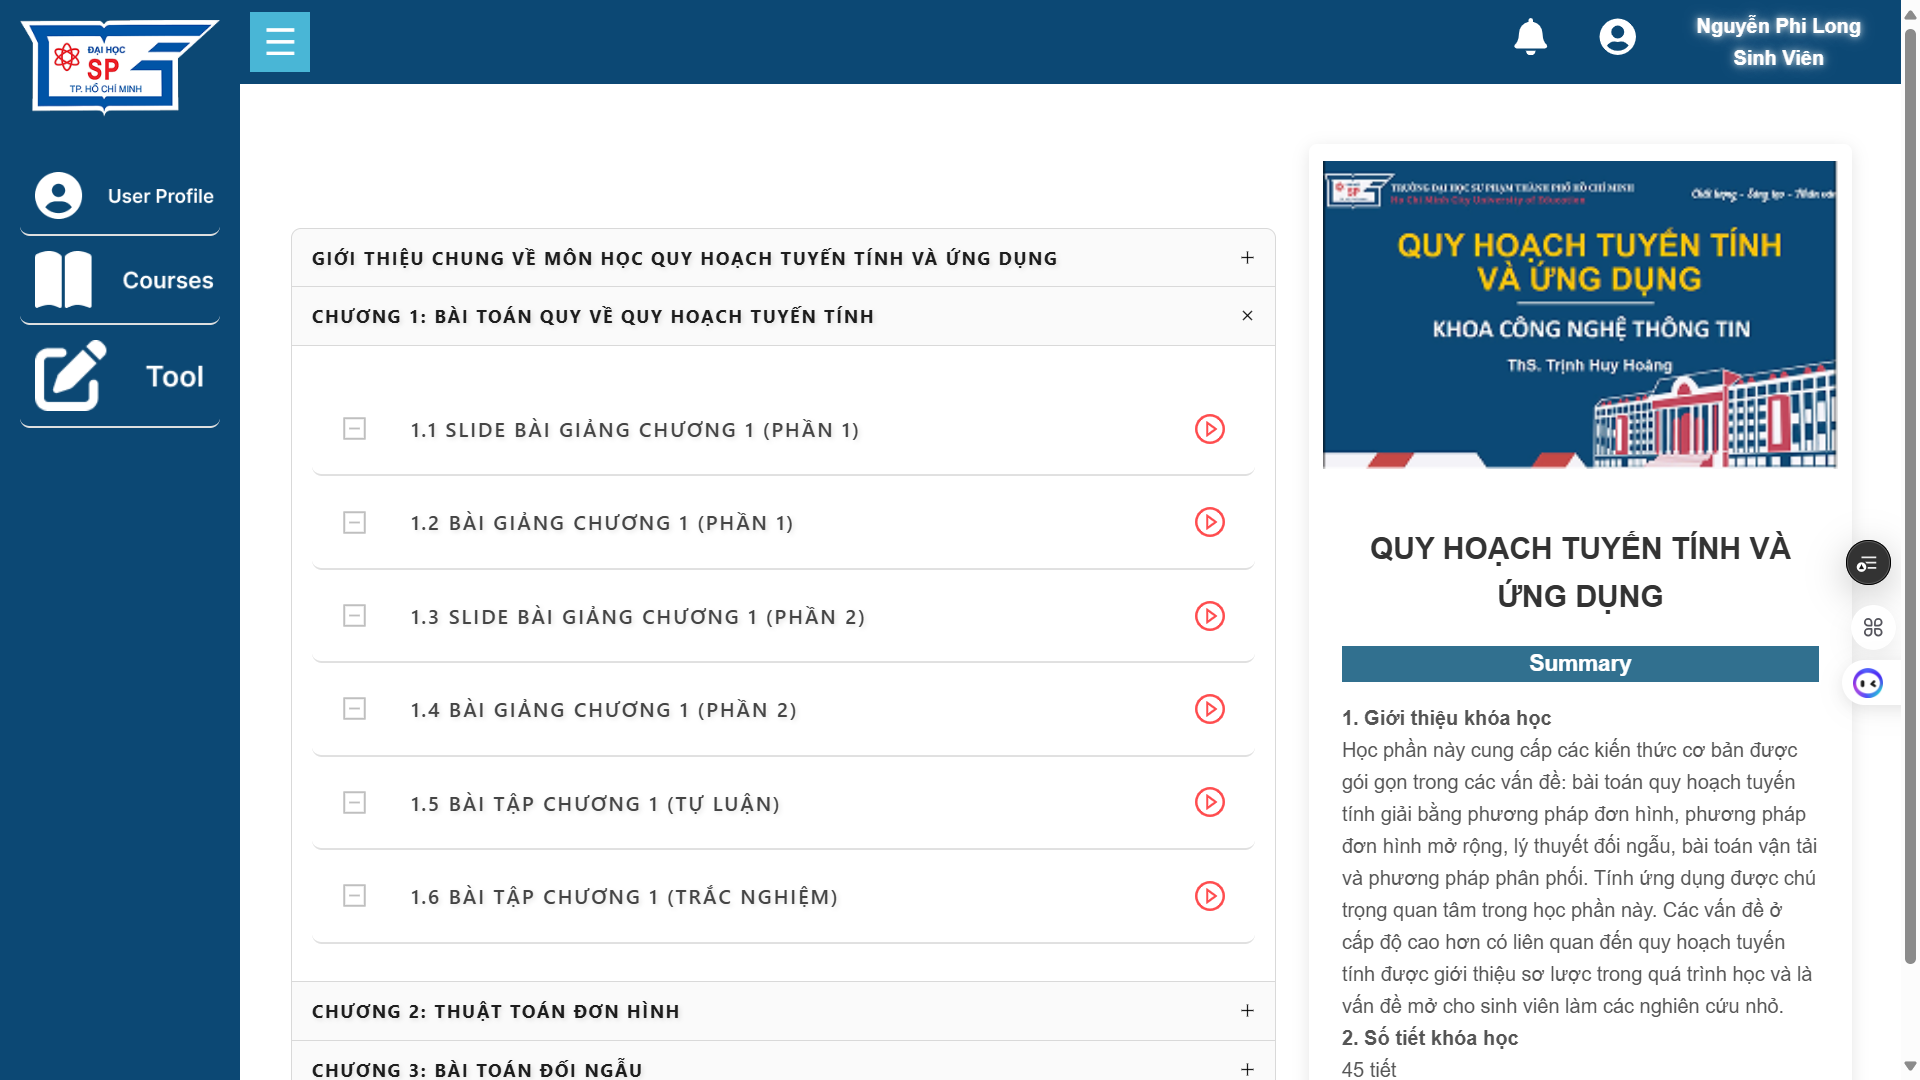 ĐẠI HỌC
SP
TP. HỒ CHÍ MINH
Nguyễn Phi Long
Sinh Viên
User Profile
Courses
Tool
GIỚI THIỆU CHUNG VỀ MÔN HỌC QUY HOẠCH TUYẾN TÍNH VÀ ỨNG DỤNG
CHƯƠNG 1: BÀI TOÁN QUY VỀ QUY HOẠCH TUYẾN TÍNH
1.1 SLIDE BÀI GIẢNG CHƯƠNG 1 (PHẦN 1)
1.2 BÀI GIẢNG CHƯƠNG 1 (PHẦN 1)
1.3 SLIDE BÀI GIẢNG CHƯƠNG 1 (PHẦN 2)
1.4 BÀI GIẢNG CHƯƠNG 1 (PHẦN 2)
1.5 BÀI TẬP CHƯƠNG 1 (TỰ LUẬN)
1.6 BÀI TẬP CHƯƠNG 1 (TRẮC NGHIỆM)
CHƯƠNG 2: THUẬT TOÁN ĐƠN HÌNH
CHƯƠNG 3: BÀI TOÁN ĐỐI NGẪU
SP
TRƯỜNG ĐẠI HỌC SƯ PHẠM THÀNH PHỐ HỒ CHÍ MINH
Ho Chi Minh City University of Education
Chất lượng - Sáng tạo - Nhân văn
QUY HOẠCH TUYẾN TÍNH
VÀ ỨNG DỤNG
KHOA CÔNG NGHỆ THÔNG TIN
ThS. Trịnh Huy Hoàng
QUY HOẠCH TUYẾN TÍNH VÀ
ỨNG DỤNG
Summary
1. Giới thiệu khóa học
Học phần này cung cấp các kiến thức cơ bản được
gói gọn trong các vấn đề: bài toán quy hoạch tuyến
tính giải bằng phương pháp đơn hình, phương pháp
đơn hình mở rộng, lý thuyết đối ngẫu, bài toán vận tải
và phương pháp phân phối. Tính ứng dụng được chú
trọng quan tâm trong học phần này. Các vấn đề ở
cấp độ cao hơn có liên quan đến quy hoạch tuyến
tính được giới thiệu sơ lược trong quá trình học và là
vấn đề mở cho sinh viên làm các nghiên cứu nhỏ.
2. Số tiết khóa học
45 tiết